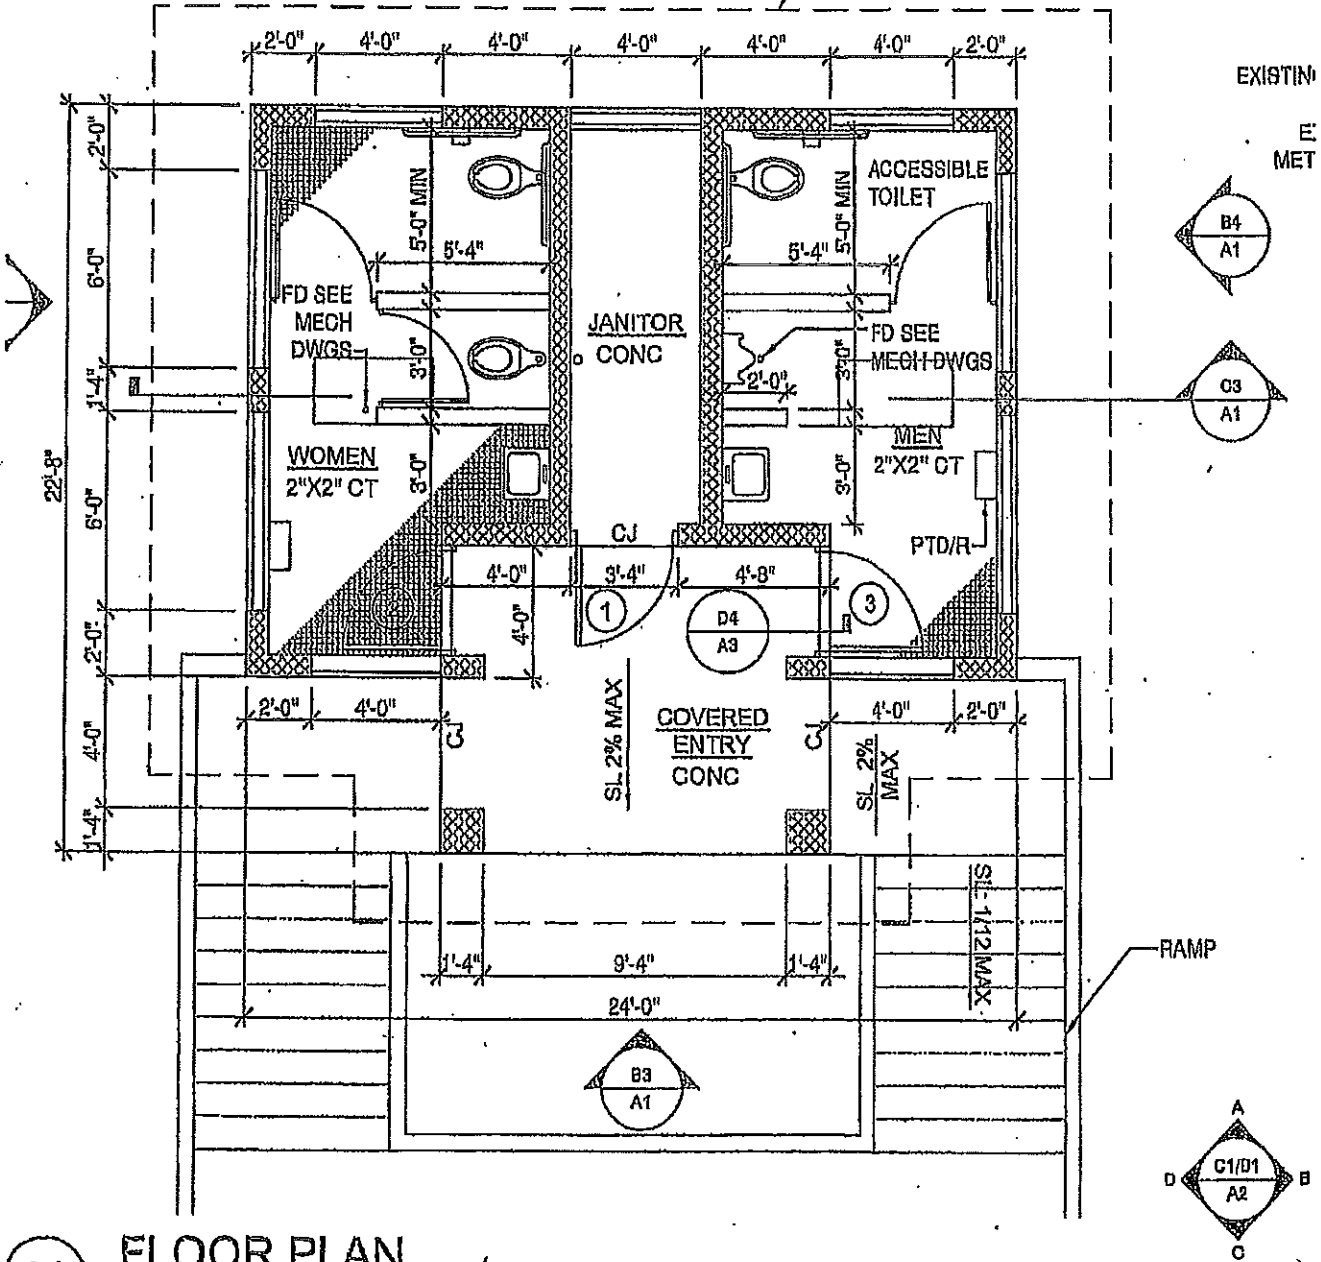 2'-0" 4'-0" 4'-0" 4'-0" 4'-0" 4'-0" 2'-0"
EXISTIN
E
MET
2'-0"
6'-0"
1'-4"
6'-0"
2'-0"
4'-0"
1'-4"
22'-8"
5'-0" MIN
5'-4"
3'-0"
3'-0"
FD SEE
MECH
DWGS
WOMEN
2"X2" CT
JANITOR
CONC
ACCESSIBLE
TOILET
5'-0" MIN
5'-4"
FD SEE
MECH DWGS
3'-0"
2'-0"
MEN
2"X2" CT
3'-0"
PTD/R
B4
A1
C3
A1
CJ
4'-0" 3'-4" 4'-8"
4'-0"
1
2
3
D4
A3
2'-0" 4'-0"
4'-0" 2'-0"
CJ
SL 2% MAX
COVERED
ENTRY
CONC
CJ
SL 2%
MAX
SL 1/12 MAX
RAMP
1'-4" 9'-4" 1'-4"
24'-0"
B3
A1
A
D
C1/D1
A2
B
C
FLOOR PLAN